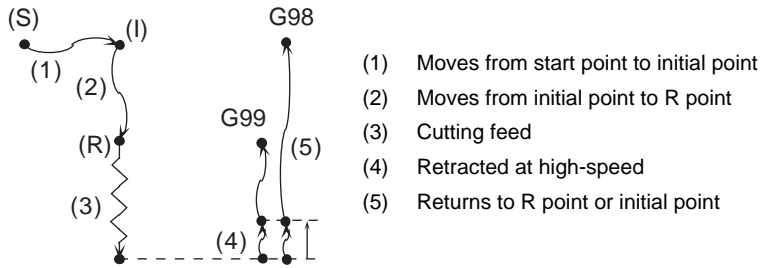 (S)
(I)
G98
(1)
(2)
G99
(R)
(5)
(3)
(4)
(1) Moves from start point to initial point
(2) Moves from initial point to R point
(3) Cutting feed
(4) Retracted at high-speed
(5) Returns to R point or initial point